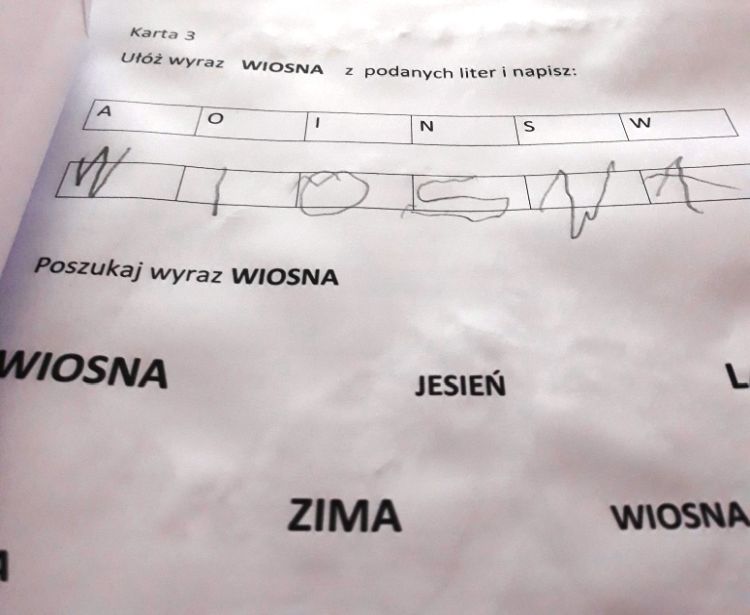 Karta 3
Ułóż wyraz WIOSNA z podanych liter i napisz:
A O I N S W
W I O S N A
Poszukaj wyraz WIOSNA
WIOSNA JESIEŃ
ZIMA WIOSNA